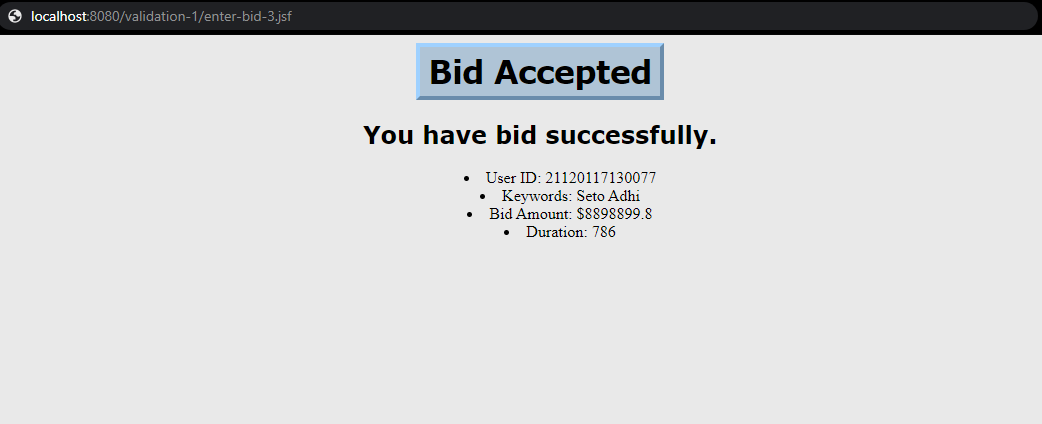 localhost:8080/validation-1/enter-bid-3.jsf
Bid Accepted
You have bid successfully.
• User ID: 21120117130077
• Keywords: Seto Adhi
• Bid Amount: $8898899.8
• Duration: 786